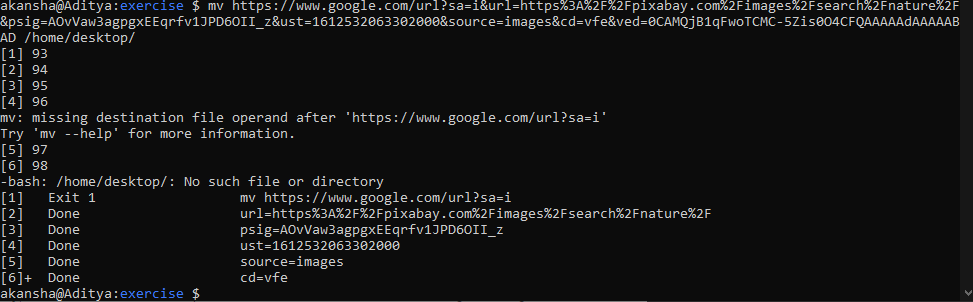 akansha@Aditya:exercise $ mv https://www.google.com/url?sa=i&url=https%3A%2F%2Fpixabay.com%2Fimages%2Fsearch%2Fnature%2F
&psig=AOvVaw3agpgxEEqrfv1JPD6OII_z&ust=1612532063302000&source=images&cd=vfe&ved=0CAMQjB1qFwoTCMC-5Zis0O4CFQAAAAAdAAAAAB
AD /home/desktop/
[1] 93
[2] 94
[3] 95
[4] 96
mv: missing destination file operand after 'https://www.google.com/url?sa=i'
Try 'mv --help' for more information.
[5] 97
[6] 98
-bash: /home/desktop/: No such file or directory
[1]   Exit 1                  mv https://www.google.com/url?sa=i
[2]   Done                    url=https%3A%2F%2Fpixabay.com%2Fimages%2Fsearch%2Fnature%2F
[3]   Done                    psig=AOvVaw3agpgxEEqrfv1JPD6OII_z
[4]   Done                    ust=1612532063302000
[5]   Done                    source=images
[6]+  Done                    cd=vfe
akansha@Aditya:exercise $